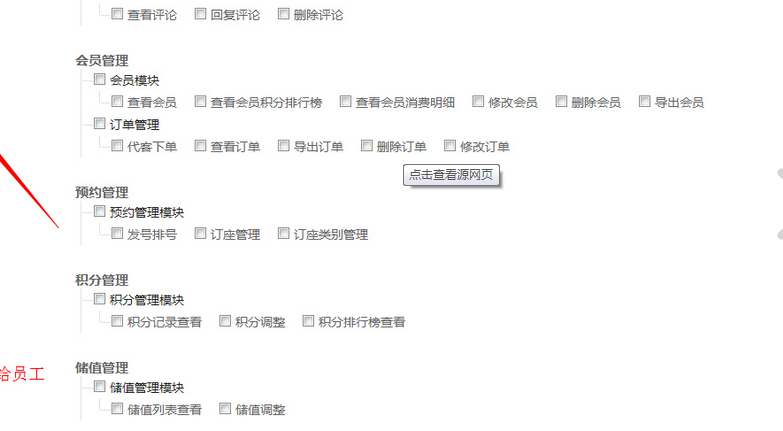 查看评论 回复评论 删除评论
会员管理
会员模块
查看会员 查看会员积分排行榜 查看会员消费明细 修改会员 删除会员 导出会员
订单管理
代客下单 查看订单 导出订单 删除订单 修改订单
点击查看源网页
预约管理
预约管理模块
发号排号 订座管理 订座类别管理
积分管理
积分管理模块
积分记录查看 积分调整 积分排行榜查看
储值管理
给员工
储值管理模块
储值列表查看 储值调整